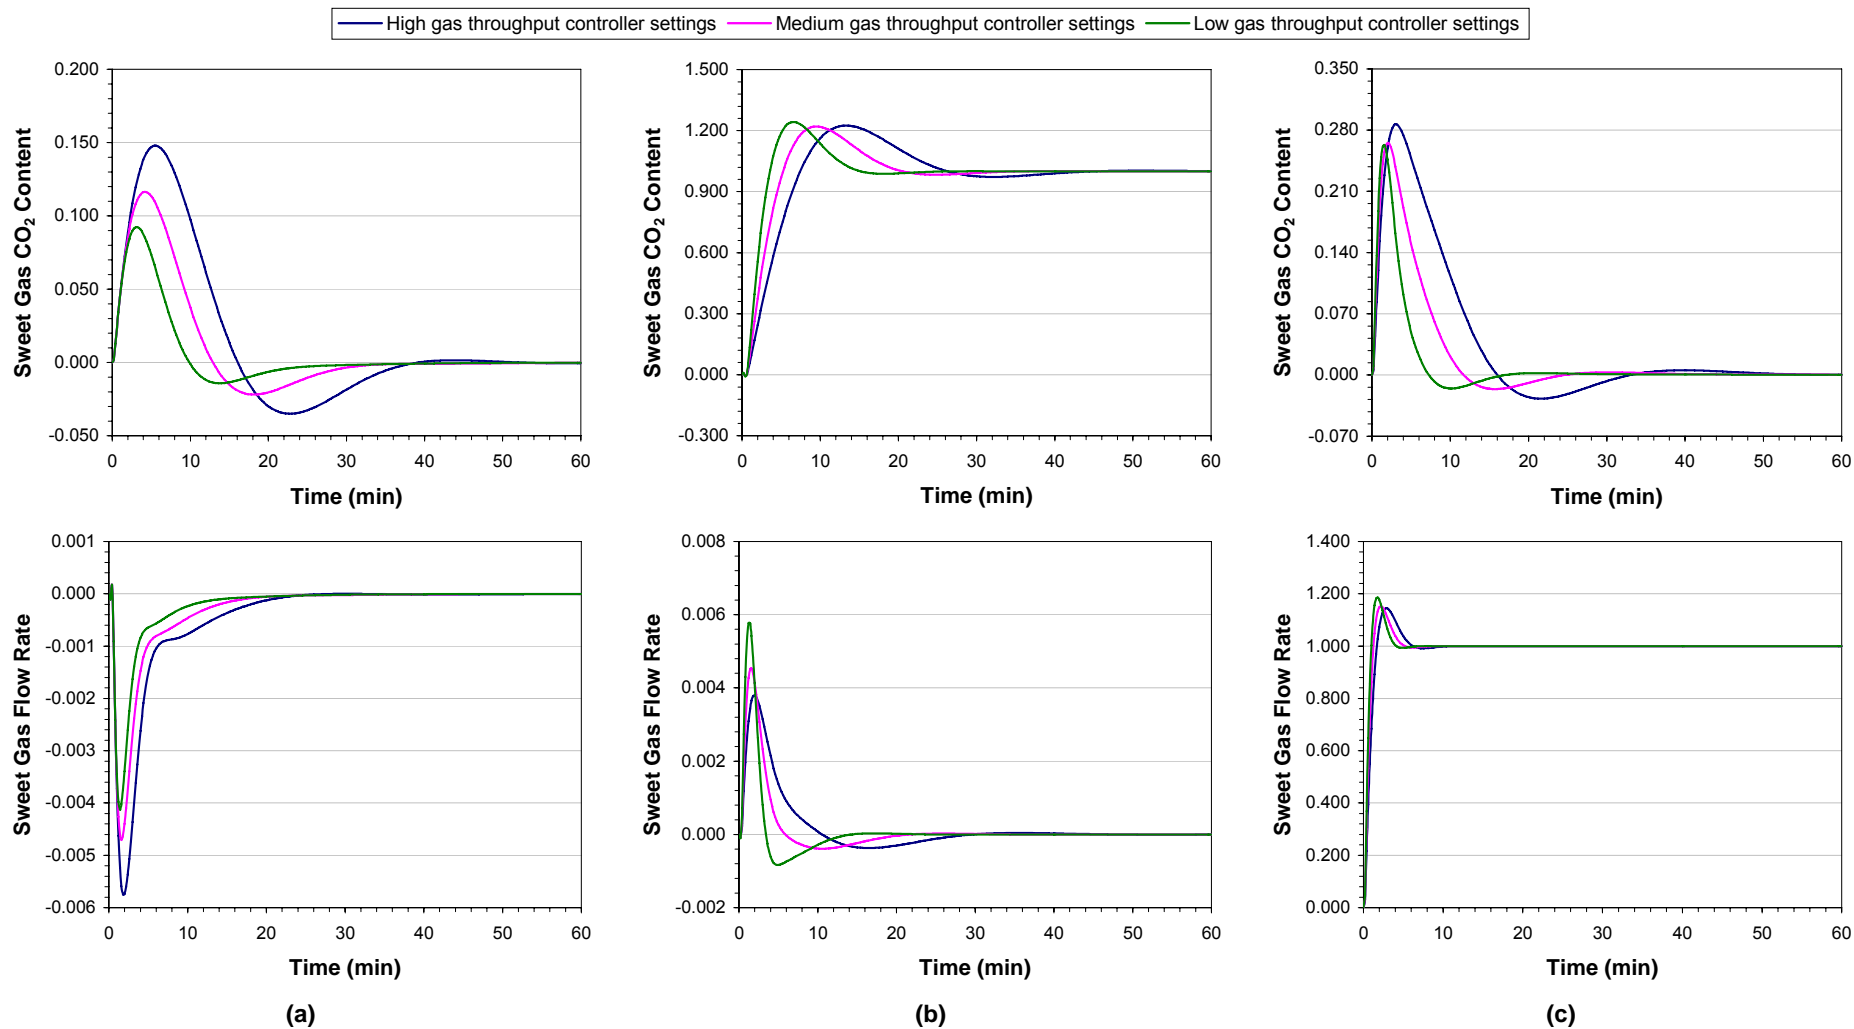 High gas throughput controller settings Medium gas throughput controller settings Low gas throughput controller settings
0.200
0.150
0.100
0.050
0.000
-0.050
Sweet Gas CO₂ Content
0 10 20 30 40 50 60
Time (min)
1.500
1.200
0.900
0.600
0.300
0.000
-0.300
Sweet Gas CO₂ Content
0 10 20 30 40 50 60
Time (min)
0.350
0.280
0.210
0.140
0.070
0.000
-0.070
Sweet Gas CO₂ Content
0 10 20 30 40 50 60
Time (min)
0.001
0.000
-0.001
-0.002
-0.003
-0.004
-0.005
-0.006
Sweet Gas Flow Rate
0 10 20 30 40 50 60
Time (min)
(a)
0.008
0.006
0.004
0.002
0.000
-0.002
Sweet Gas Flow Rate
0 10 20 30 40 50 60
Time (min)
(b)
1.400
1.200
1.000
0.800
0.600
0.400
0.200
0.000
Sweet Gas Flow Rate
0 10 20 30 40 50 60
Time (min)
(c)